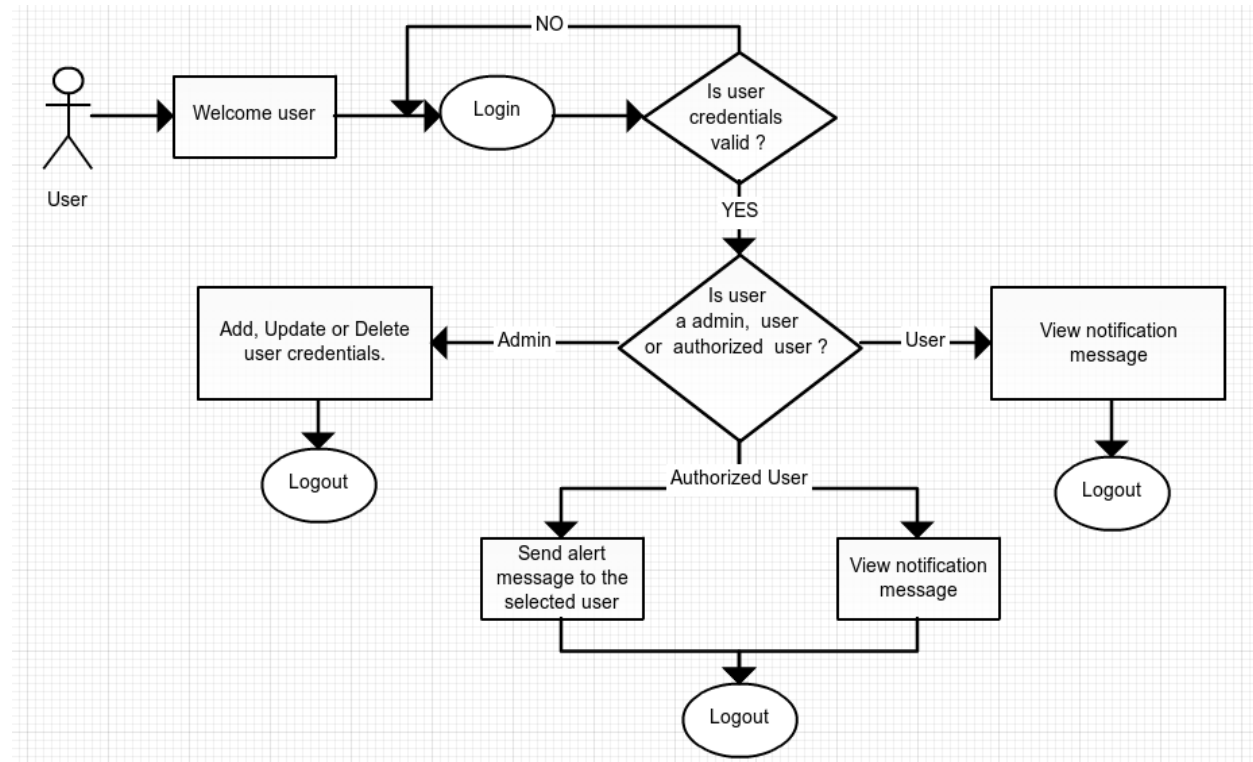 NO
Welcome user
Login
Is user
credentials
valid ?
User
YES
Is user
a admin, user
or authorized user ?
Add, Update or Delete
user credentials.
Admin
User
View notification
message
Logout
Logout
Authorized User
Send alert
message to the
selected user
View notification
message
Logout